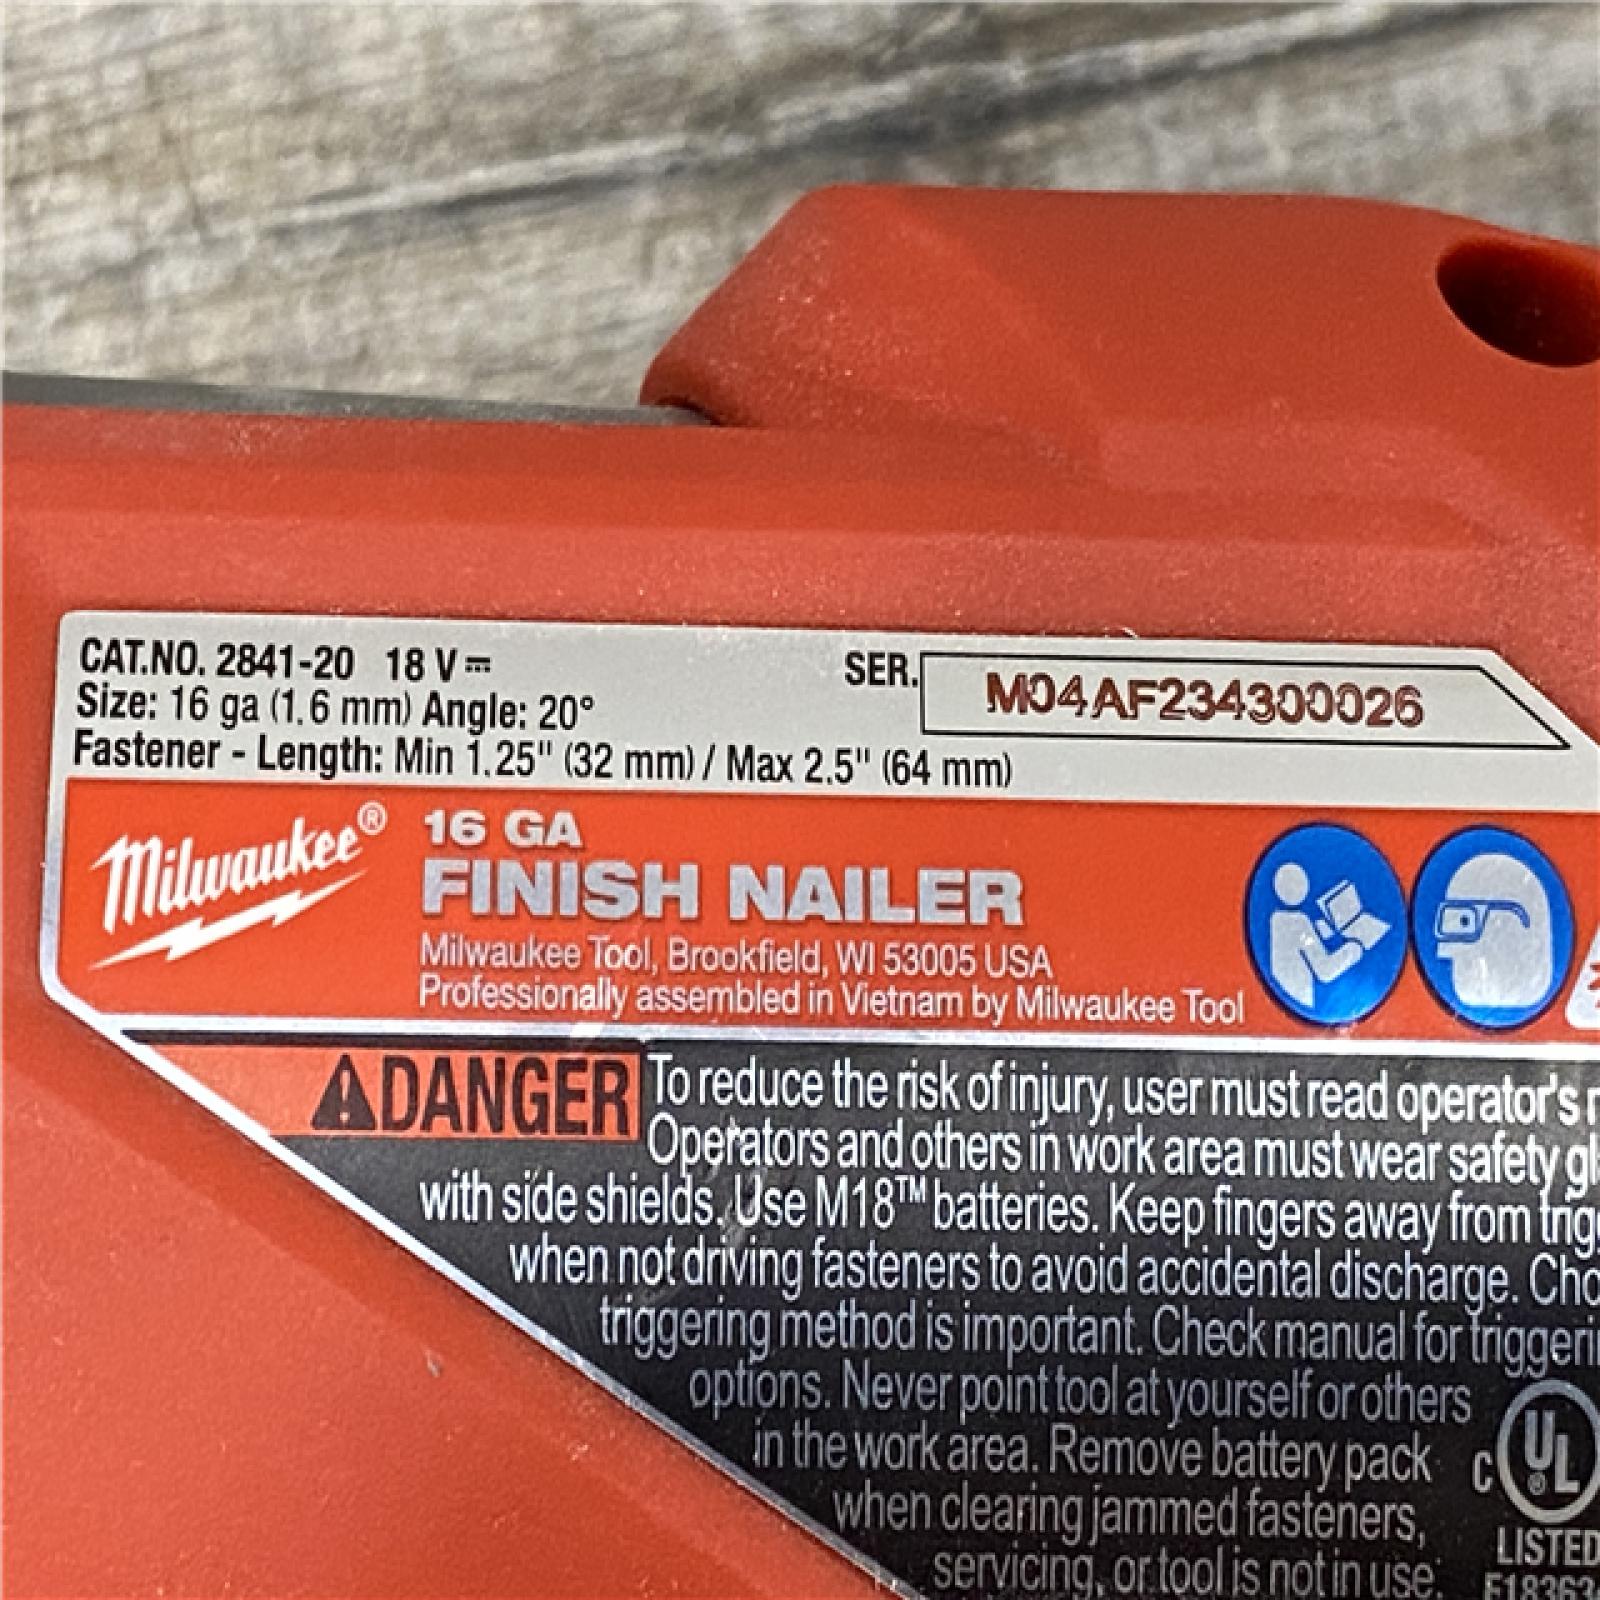 CAT.NO. 2841-20 18 V⎓
SER. M04AF234300026
Size: 16 ga (1.6 mm) Angle: 20°
Fastener - Length: Min 1.25" (32 mm) / Max 2.5" (64 mm)
Milwaukee®
16 GA
FINISH NAILER
Milwaukee Tool, Brookfield, WI 53005 USA
Professionally assembled in Vietnam by Milwaukee Tool
⚠DANGER
To reduce the risk of injury, user must read operator's
Operators and others in work area must wear safety
with side shields. Use M18™ batteries. Keep fingers away from
when not driving fasteners to avoid accidental discharge.
triggering method is important. Check manual for
options. Never point tool at yourself or others
in the work area. Remove battery pack
when clearing jammed fasteners,
servicing, or tool is not in use.
C UL ®
LISTED